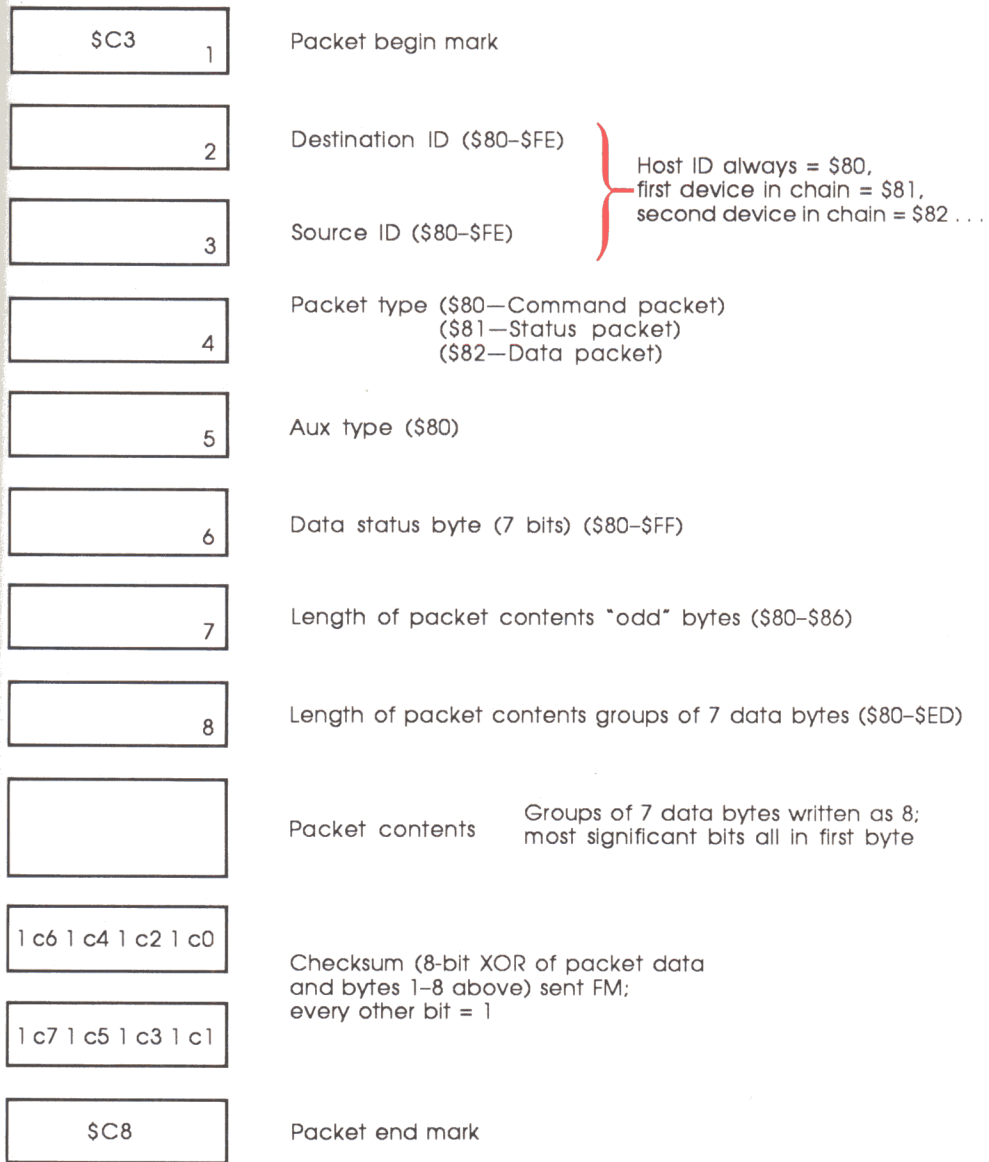 $C3 1 Packet begin mark
2 Destination ID ($80–$FE)
Host ID always = $80,
first device in chain = $81,
second device in chain = $82 . . .
3 Source ID ($80–$FE)
4 Packet type ($80—Command packet)
($81—Status packet)
($82—Data packet)
5 Aux type ($80)
6 Data status byte (7 bits) ($80–$FF)
7 Length of packet contents "odd" bytes ($80–$86)
8 Length of packet contents groups of 7 data bytes ($80–$ED)
Packet contents
Groups of 7 data bytes written as 8;
most significant bits all in first byte
1 c6 1 c4 1 c2 1 c0
Checksum (8-bit XOR of packet data
and bytes 1–8 above) sent FM;
every other bit = 1
1 c7 1 c5 1 c3 1 c1
$C8 Packet end mark